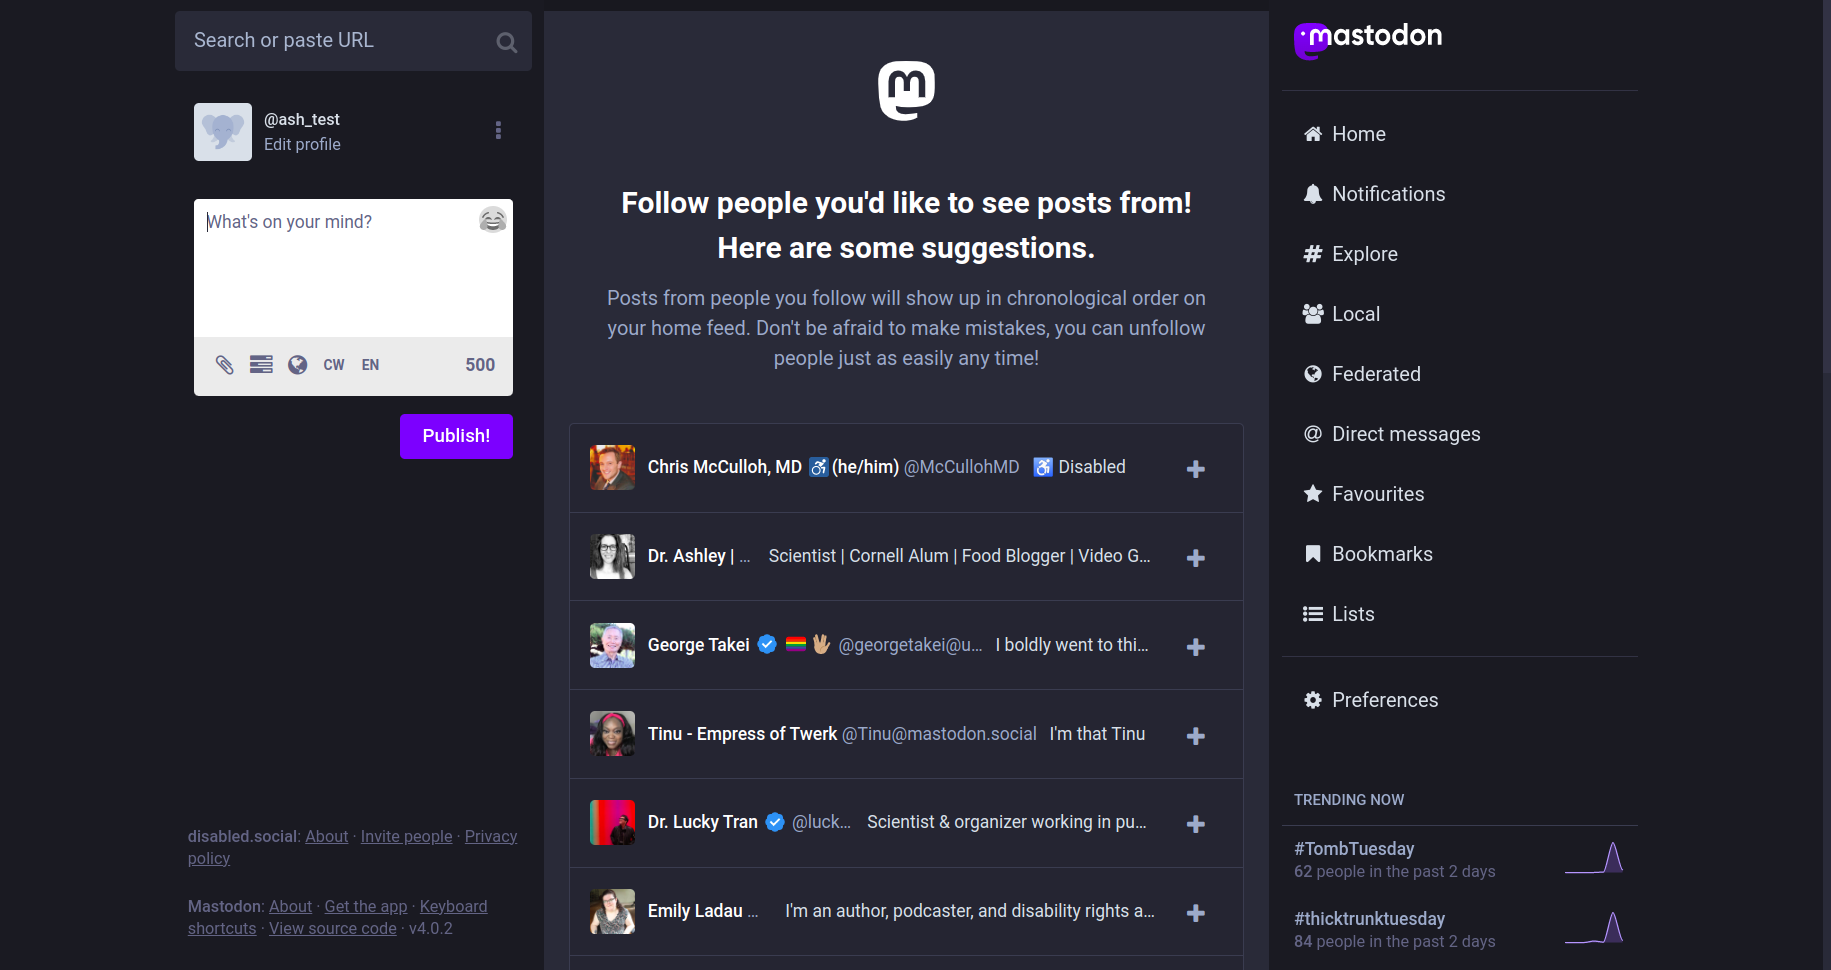 Search or paste URL
@ash_test
Edit profile
What's on your mind?
CW EN 500
Publish!
disabled.social: About · Invite people · Privacy
policy
Mastodon: About · Get the app · Keyboard
shortcuts · View source code · v4.0.2
m
Follow people you'd like to see posts from!
Here are some suggestions.
Posts from people you follow will show up in chronological order on
your home feed. Don't be afraid to make mistakes, you can unfollow
people just as easily any time!
Chris McCulloh, MD ♿ (he/him) @McCullohMD ♿ Disabled
Dr. Ashley | ... Scientist | Cornell Alum | Food Blogger | Video G...
George Takei @georgetakei@u... I boldly went to thi...
Tinu - Empress of Twerk @Tinu@mastodon.social I'm that Tinu
Dr. Lucky Tran @luck... Scientist & organizer working in pu...
Emily Ladau ... I'm an author, podcaster, and disability rights a...
mastodon
Home
Notifications
Explore
Local
Federated
Direct messages
Favourites
Bookmarks
Lists
Preferences
TRENDING NOW
#TombTuesday
62 people in the past 2 days
#thicktrunktuesday
84 people in the past 2 days